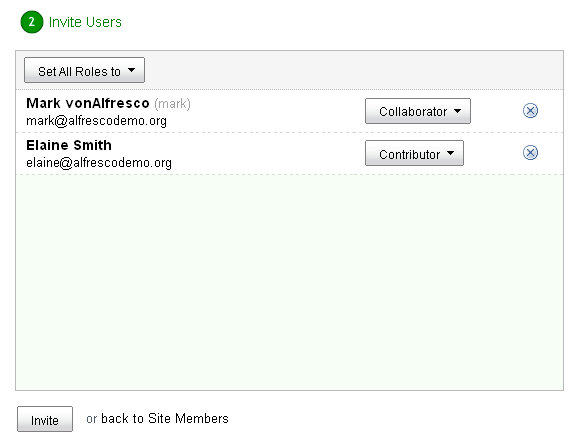 2 Invite Users
Set All Roles to
Mark vonAlfresco (mark)
mark@alfrescodemo.org
Collaborator
Elaine Smith
elaine@alfrescodemo.org
Contributor
Invite or back to Site Members